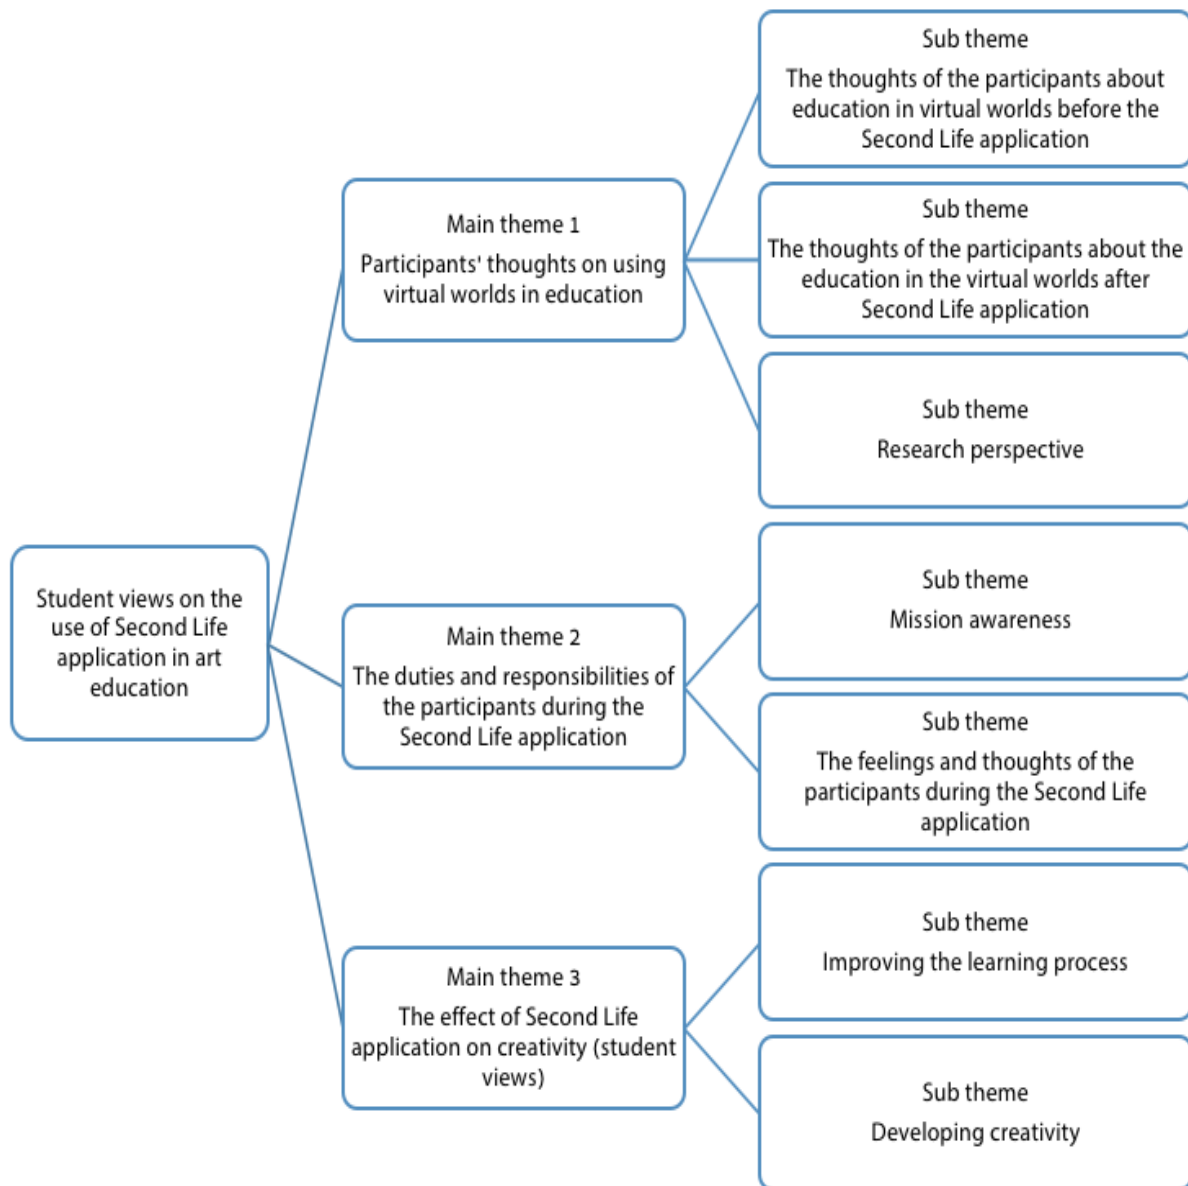 Student views on the
use of Second Life
application in art
education
Main theme 1
Participants' thoughts on using
virtual worlds in education
Sub theme
The thoughts of the participants about
education in virtual worlds before the
Second Life application
Sub theme
The thoughts of the participants about the
education in the virtual worlds after
Second Life application
Sub theme
Research perspective
Main theme 2
The duties and responsibilities of
the participants during the
Second Life application
Sub theme
Mission awareness
Sub theme
The feelings and thoughts of the
participants during the Second Life
application
Main theme 3
The effect of Second Life
application on creativity (student
views)
Sub theme
Improving the learning process
Sub theme
Developing creativity